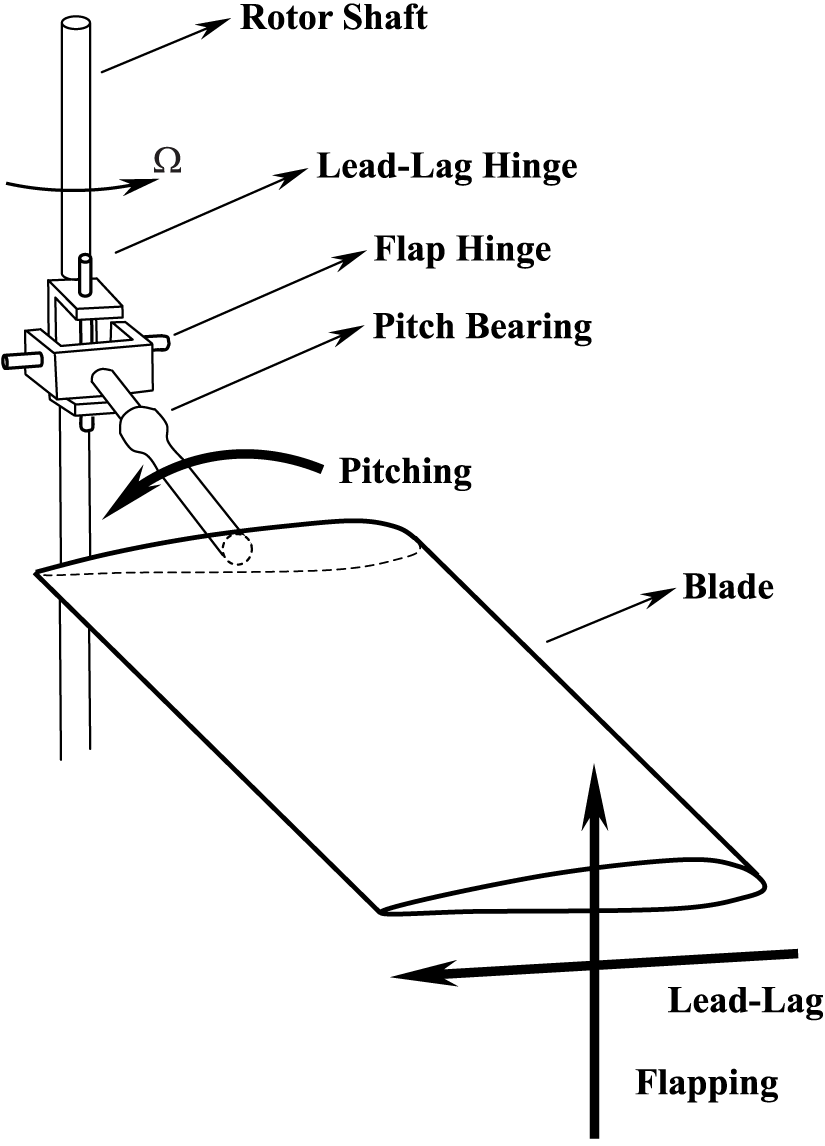 Rotor Shaft
Ω
Lead-Lag Hinge
Flap Hinge
Pitch Bearing
Pitching
Blade
Lead-Lag
Flapping